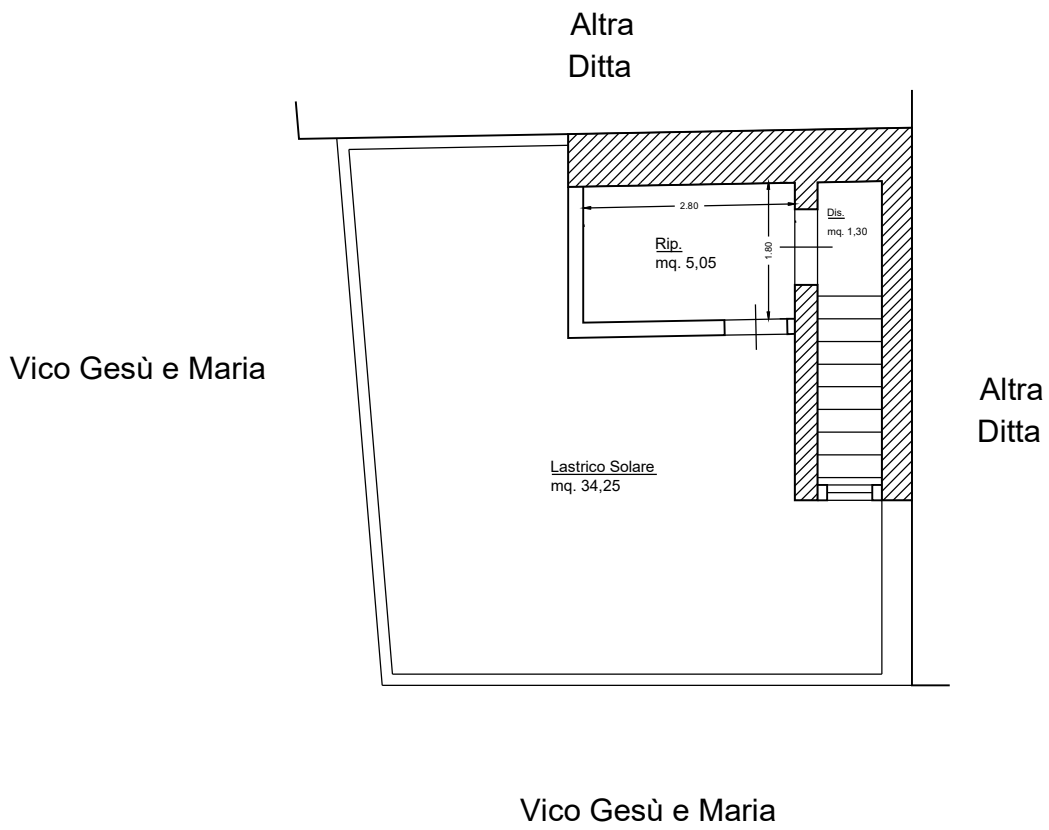 Altra
Ditta
2.80
Dis.
mq. 1,30
Rip.
mq. 5,05
1.80
Vico Gesù e Maria
Altra
Ditta
Lastrico Solare
mq. 34,25
Vico Gesù e Maria